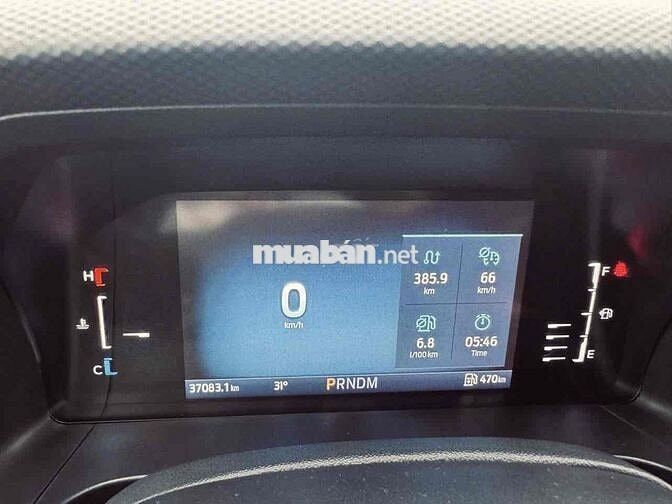 muaban.net
H
C
0
km/h
385.9
km
66
km/h
6.8
l/100 km
05:46
Time
F
E
37083.1 km
31°
PRNDM
470 km